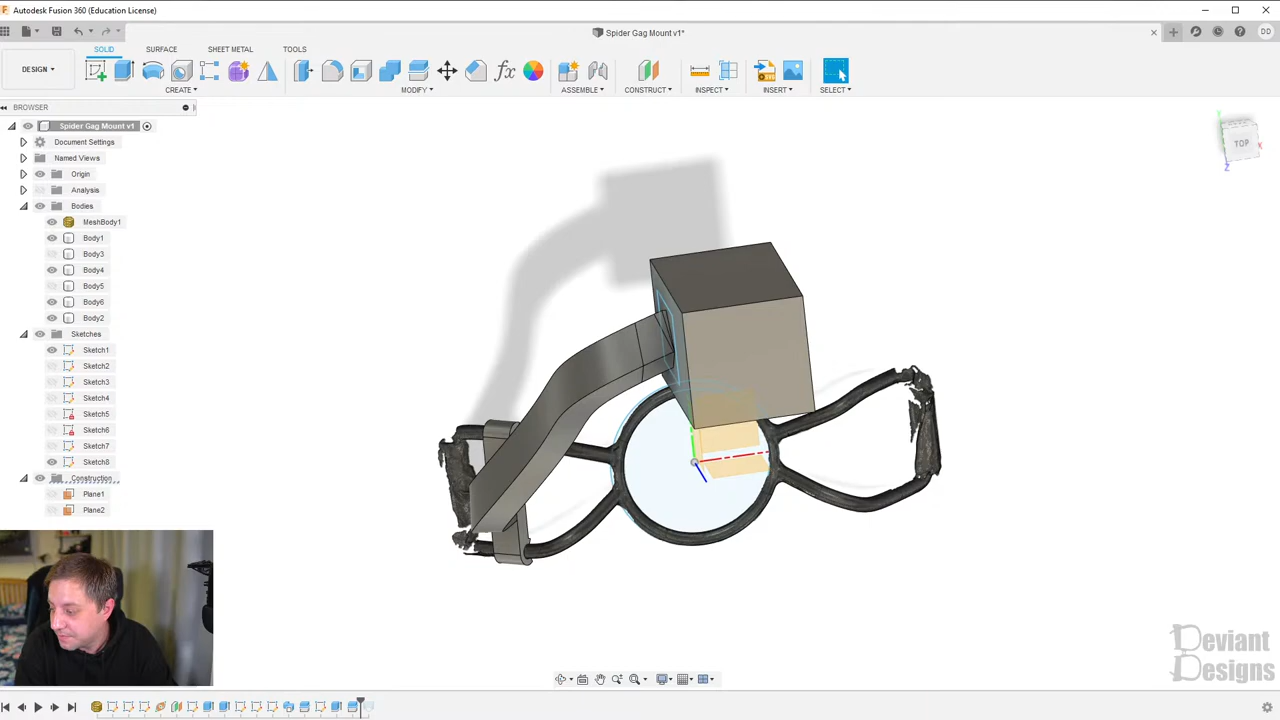 Autodesk Fusion 360 (Education License)
Spider Gag Mount v1*
DD
SOLID SURFACE SHEET METAL TOOLS
DESIGN
CREATE MODIFY ASSEMBLE CONSTRUCT INSPECT INSERT SELECT
BROWSER
Spider Gag Mount v1
Document Settings
Named Views
Origin
Analysis
Bodies
MeshBody1
Body1
Body3
Body4
Body5
Body6
Body2
Sketches
Sketch1
Sketch2
Sketch3
Sketch4
Sketch5
Sketch6
Sketch7
Sketch8
Construction
Plane1
Plane2
TOP
Y
X
Z
Deviant
Designs